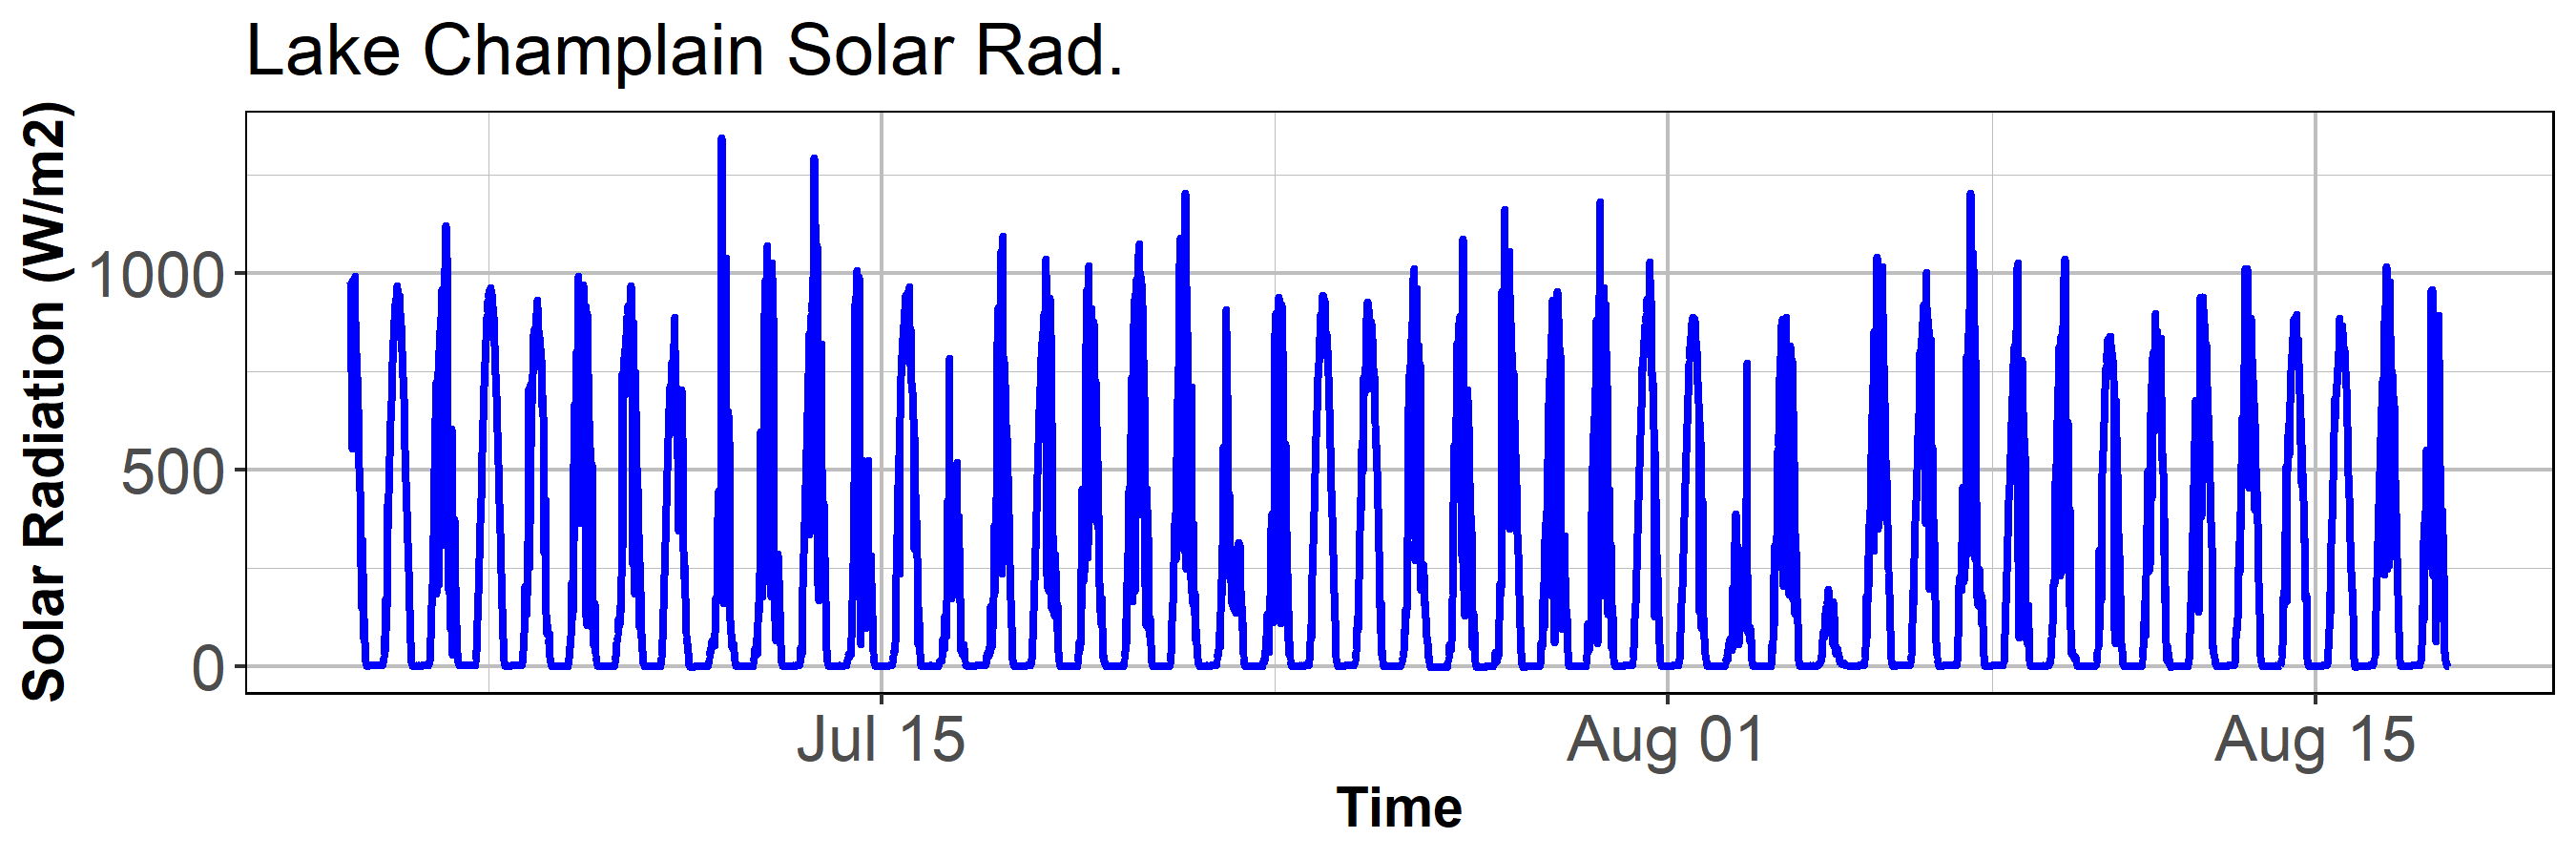 Lake Champlain Solar Rad.
Solar Radiation (W/m2)
1000
500
0
Jul 15
Aug 01
Aug 15
Time